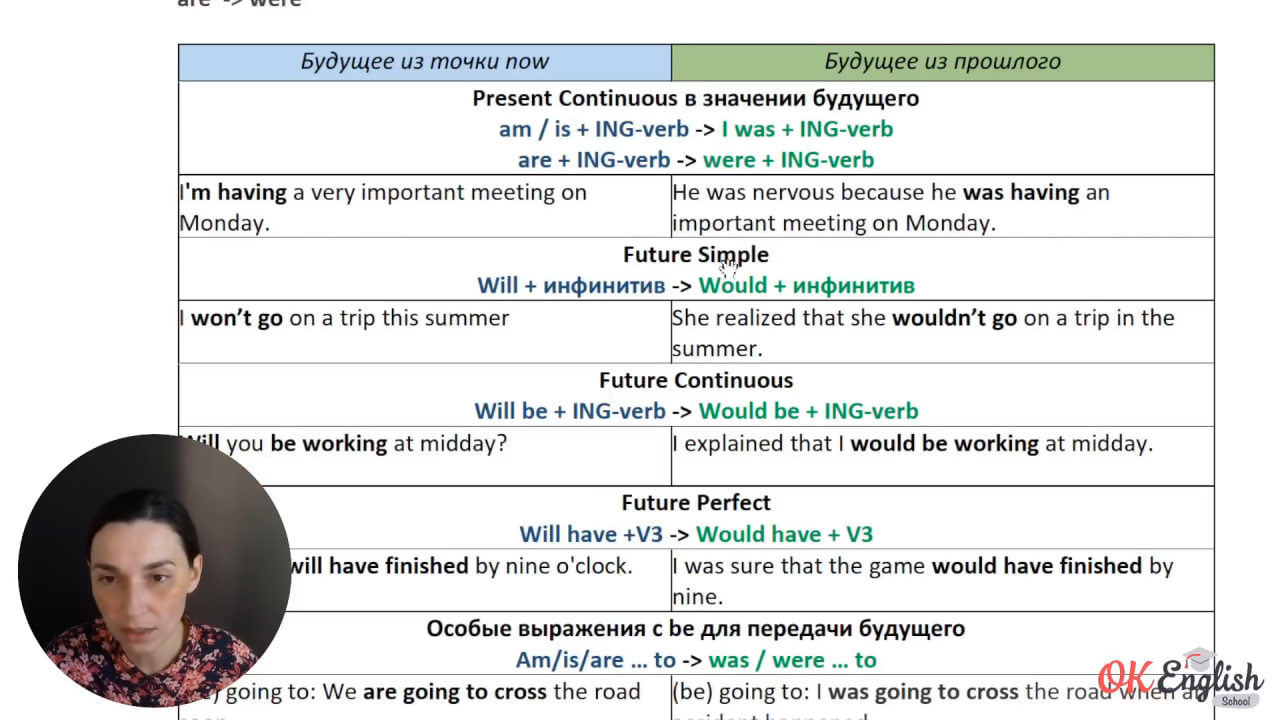 are -> were
Будущее из точки now
Будущее из прошлого
Present Continuous в значении будущего
am / is + ING-verb -> I was + ING-verb
are + ING-verb -> were + ING-verb
I'm having a very important meeting on
Monday.
He was nervous because he was having an
important meeting on Monday.
Future Simple
Will + инфинитив -> Would + инфинитив
I won't go on a trip this summer
She realized that she wouldn't go on a trip in the
summer.
Future Continuous
Will be + ING-verb -> Would be + ING-verb
Will you be working at midday?
I explained that I would be working at midday.
Future Perfect
Will have +V3 -> Would have + V3
will have finished by nine o'clock.
I was sure that the game would have finished by
nine.
Особые выражения с be для передачи будущего
Am/is/are ... to -> was / were ... to
going to: We are going to cross the road
(be) going to: I was going to cross the road when a
accident happened
OK English
School